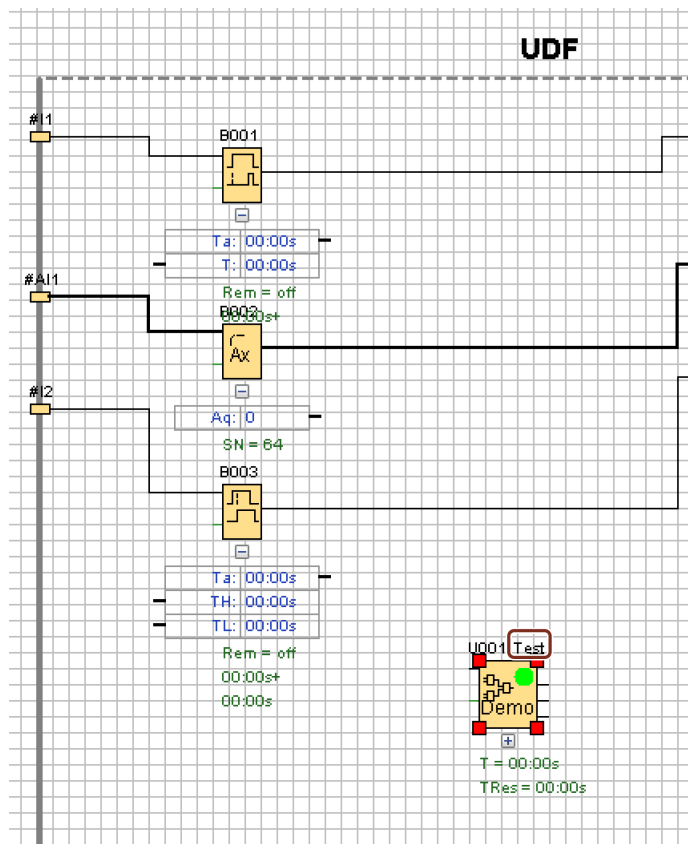 UDF
#I1
B001
Ta: 00:00s
T: 00:00s
Rem = off
00:00s+
#AI1
B002
Ax
Aq: 0
SN = 64
#I2
B003
Ta: 00:00s
TH: 00:00s
TL: 00:00s
Rem = off
00:00s+
00:00s
U001 Test
Demo
T = 00:00s
TRes = 00:00s